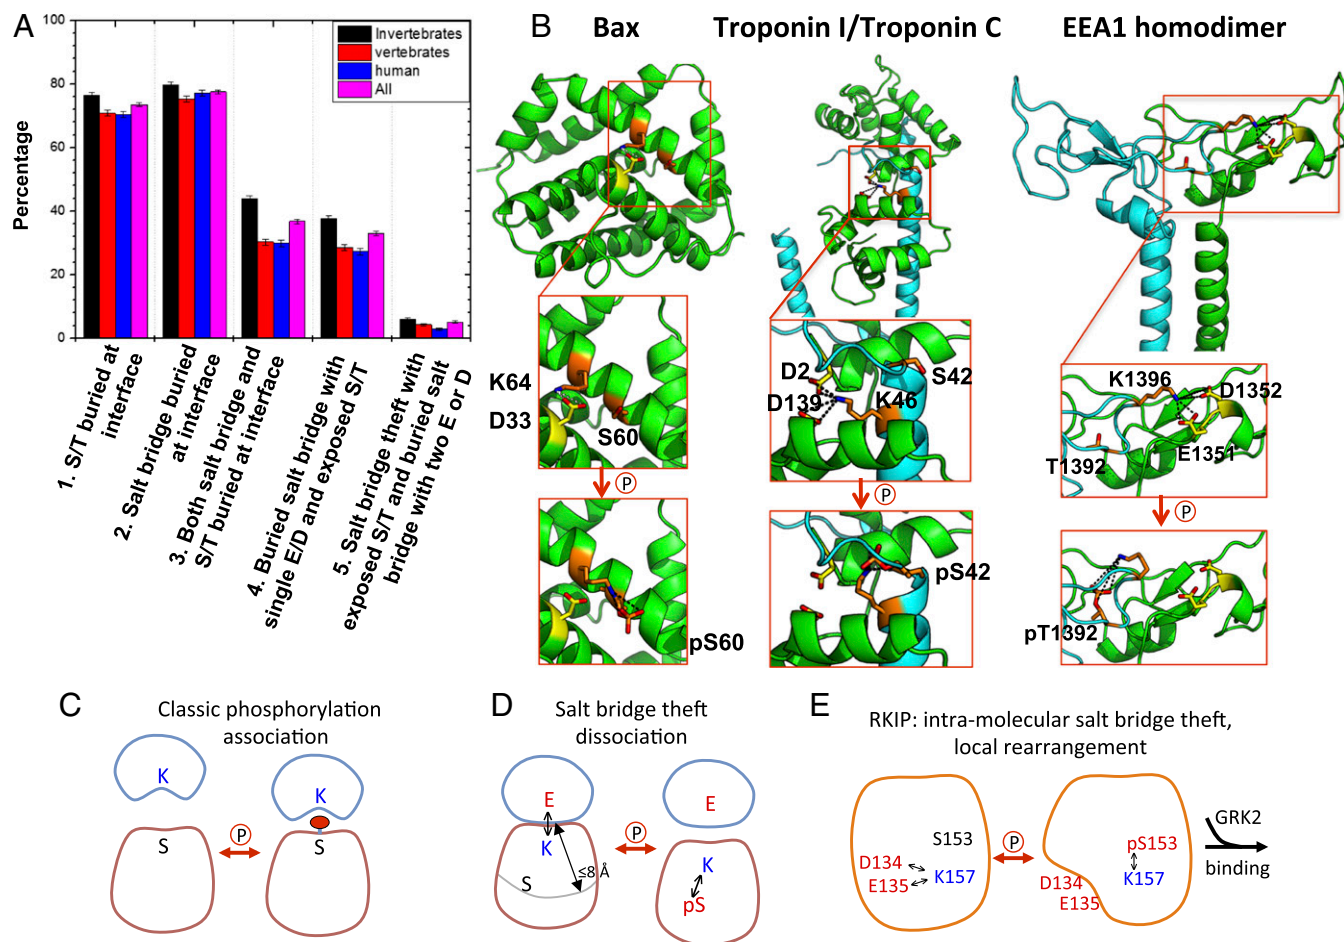 A
100
80
60
40
20
0
Percentage
Invertebrates
vertebrates
human
All
1. S/T buried at
interface
2. Salt bridge buried
at interface
3. Both salt bridge and
S/T buried at interface
4. Buried salt bridge with
single E/D and exposed S/T
5. Salt bridge theft with
exposed S/T and buried salt
bridge with two E or D
B
Bax
Troponin I/Troponin C
EEA1 homodimer
K64
D33
S60
P
pS60
D2
D139
S42
K46
P
pS42
K1396
D1352
T1392
E1351
P
pT1392
C
Classic phosphorylation
association
K
S
P
K
S
D
Salt bridge theft
dissociation
E
K
S
≤8 Å
P
E
K
pS
E
RKIP: intra-molecular salt bridge theft,
local rearrangement
S153
D134
E135
K157
P
pS153
K157
D134
E135
GRK2
binding